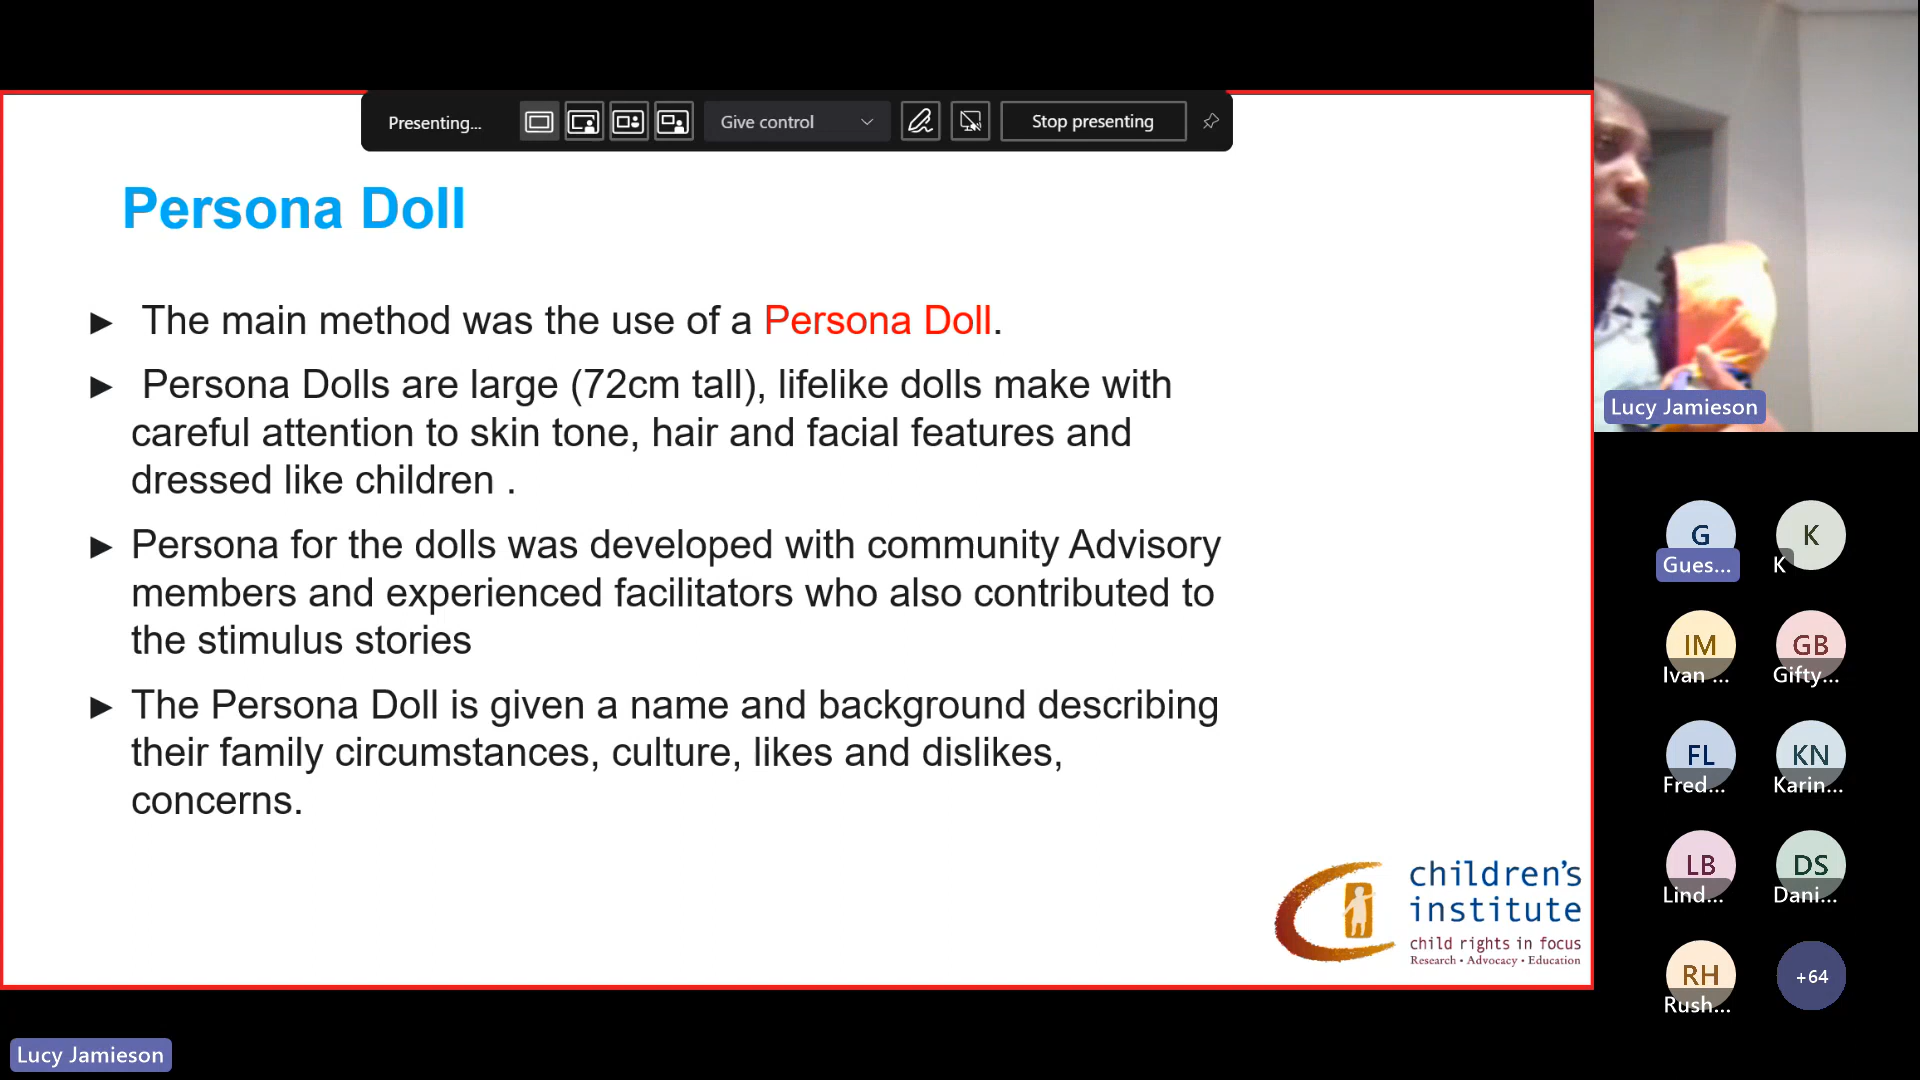 Presenting...
Give control
Stop presenting
Persona Doll
► The main method was the use of a Persona Doll.
► Persona Dolls are large (72cm tall), lifelike dolls make with
careful attention to skin tone, hair and facial features and
dressed like children .
► Persona for the dolls was developed with community Advisory
members and experienced facilitators who also contributed to
the stimulus stories
► The Persona Doll is given a name and background describing
their family circumstances, culture, likes and dislikes,
concerns.
children's
institute
child rights in focus
Research • Advocacy • Education
Lucy Jamieson
Lucy Jamieson
G
Gues...
K
K
IM
Ivan ...
GB
Gifty...
FL
Fred...
KN
Karin...
LB
Lind...
DS
Dani...
RH
Rush...
+64